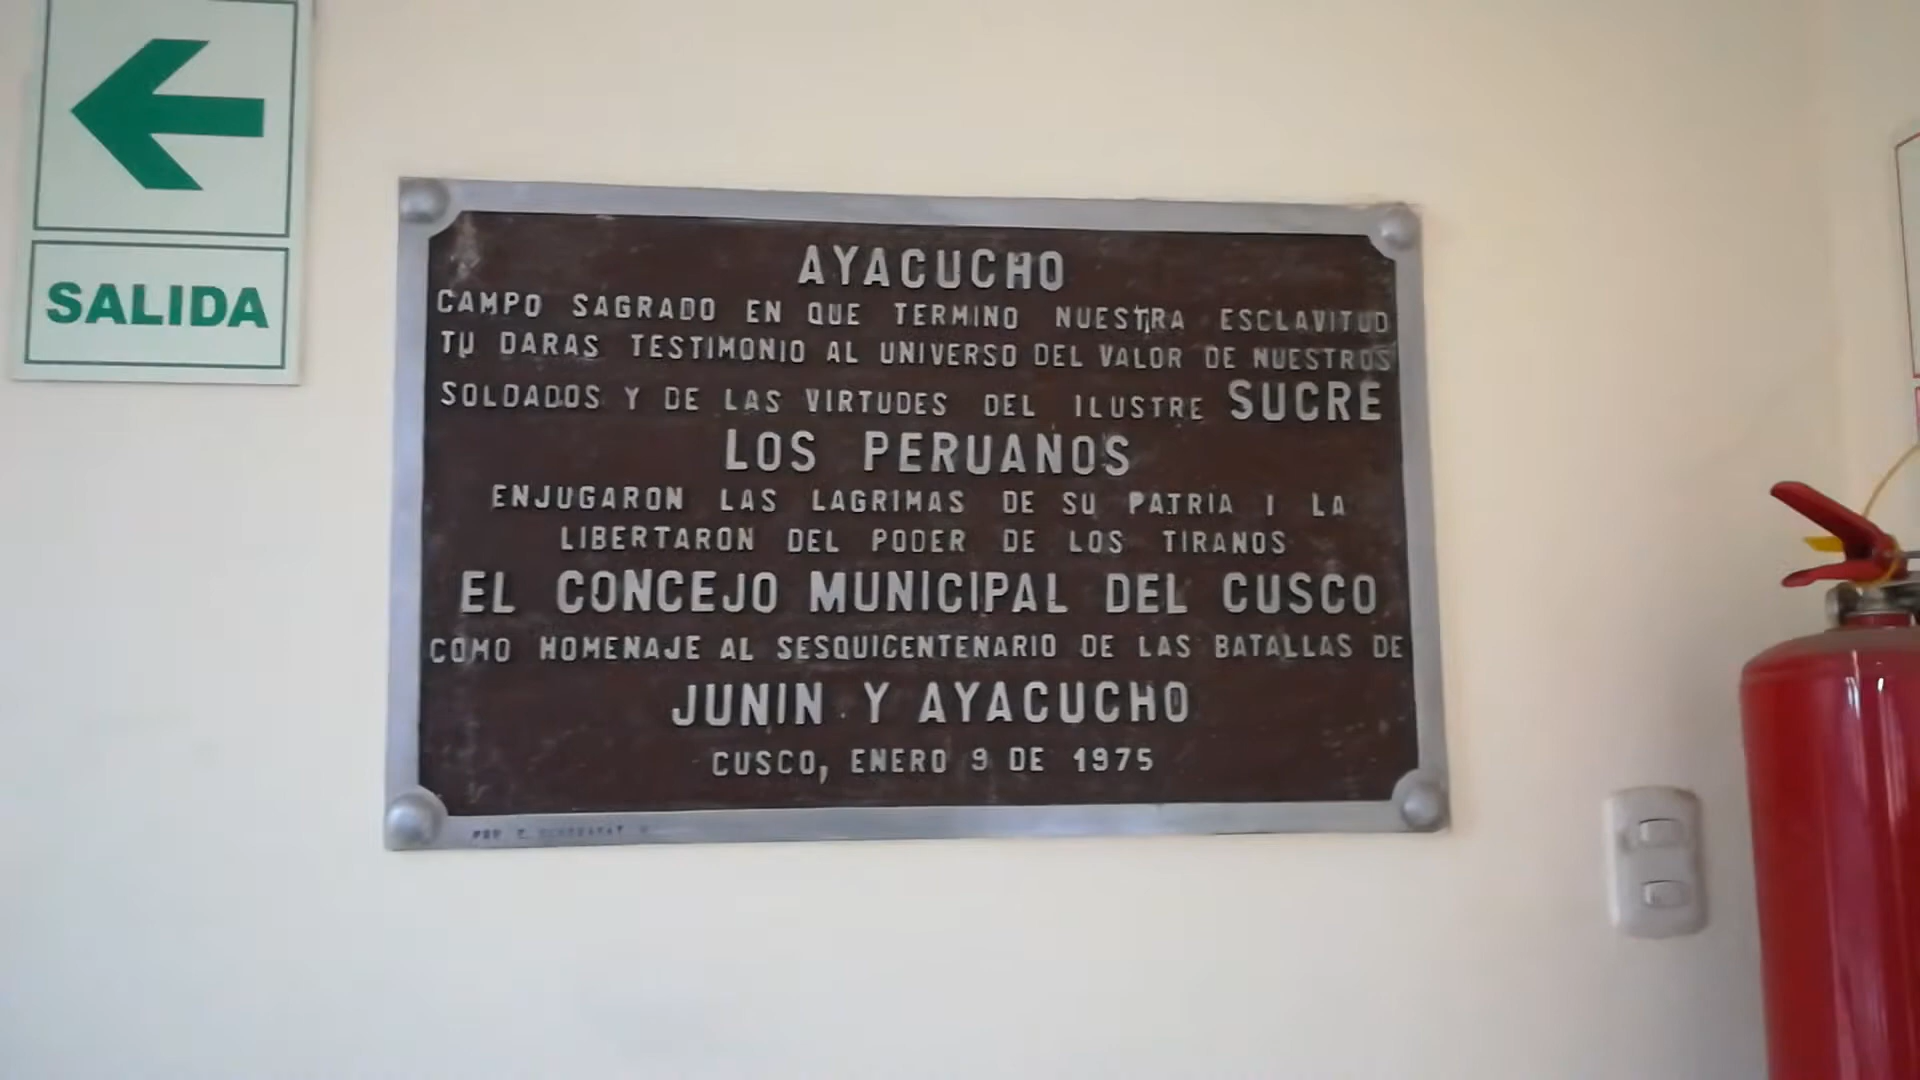 SALIDA
AYACUCHO
CAMPO SAGRADO EN QUE TERMINO NUESTRA ESCLAVITUD
TU DARAS TESTIMONIO AL UNIVERSO DEL VALOR DE NUESTROS
SOLDADOS Y DE LAS VIRTUDES DEL ILUSTRE SUCRE
LOS PERUANOS
ENJUGARON LAS LAGRIMAS DE SU PATRIA I LA
LIBERTARON DEL PODER DE LOS TIRANOS
EL CONCEJO MUNICIPAL DEL CUSCO
COMO HOMENAJE AL SESQUICENTENARIO DE LAS BATALLAS DE
JUNIN Y AYACUCHO
CUSCO, ENERO 9 DE 1975